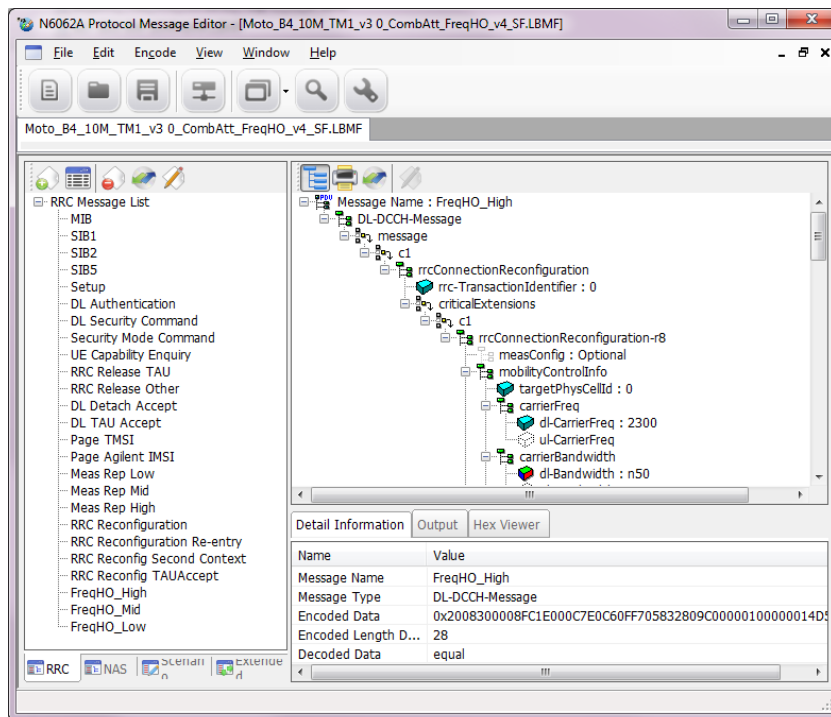 N6062A Protocol Message Editor - [Moto_B4_10M_TM1_v3 0_CombAtt_FreqHO_v4_SF.LBMF]
File Edit Encode View Window Help
Moto_B4_10M_TM1_v3 0_CombAtt_FreqHO_v4_SF.LBMF
RRC Message List
MIB
SIB1
SIB2
SIB5
Setup
DL Authentication
DL Security Command
Security Mode Command
UE Capability Enquiry
RRC Release TAU
RRC Release Other
DL Detach Accept
DL TAU Accept
Page TMSI
Page Agilent IMSI
Meas Rep Low
Meas Rep Mid
Meas Rep High
RRC Reconfiguration
RRC Reconfiguration Re-entry
RRC Reconfig Second Context
RRC Reconfig TAUAccept
FreqHO_High
FreqHO_Mid
FreqHO_Low
RRC NAS Scenario Extended
PDU Message Name : FreqHO_High
DL-DCCH-Message
message
c1
rrcConnectionReconfiguration
rrc-TransactionIdentifier : 0
criticalExtensions
c1
rrcConnectionReconfiguration-r8
measConfig : Optional
mobilityControlInfo
targetPhysCellId : 0
carrierFreq
dl-CarrierFreq : 2300
ul-CarrierFreq
carrierBandwidth
dl-Bandwidth : n50
Detail Information Output Hex Viewer
Name Value
Message Name FreqHO_High
Message Type DL-DCCH-Message
Encoded Data 0x2008300008FC1E000C7E0C60FF705832809C00000100000014D5
Encoded Length D... 28
Decoded Data equal